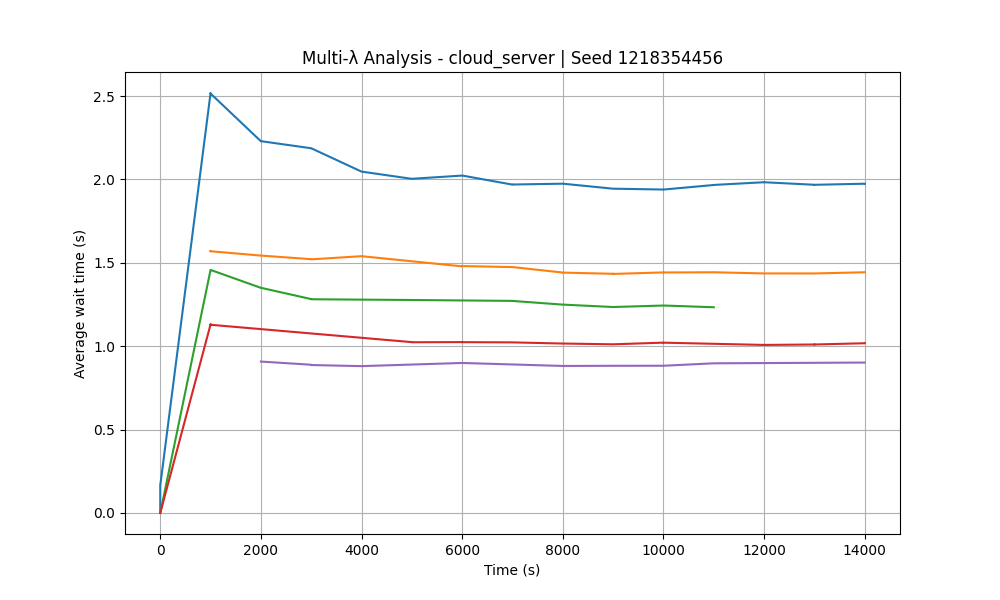 Multi-λ Analysis - cloud_server | Seed 1218354456
Average wait time (s)
2.5
2.0
1.5
1.0
0.5
0.0
0 2000 4000 6000 8000 10000 12000 14000
Time (s)